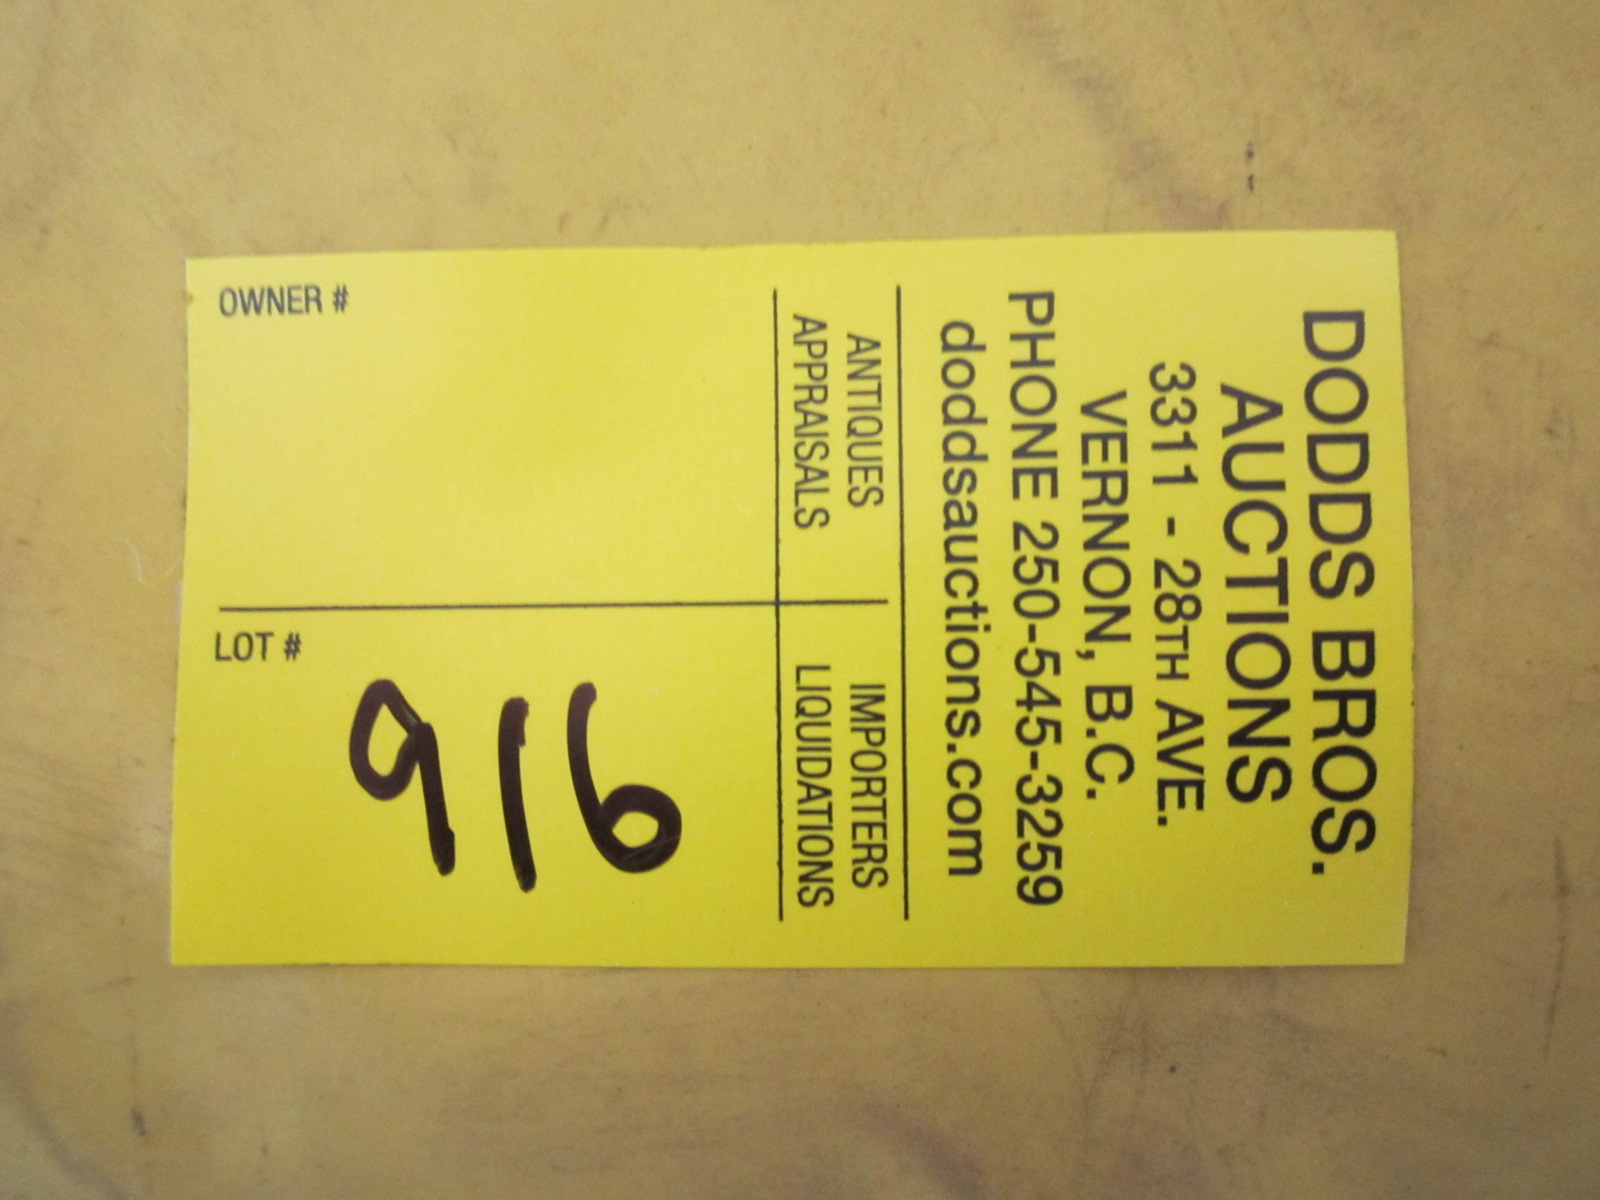 DODDS BROS.
AUCTIONS
3311 - 28TH AVE.
VERNON, B.C.
PHONE 250-545-3259
doddsauctions.com
ANTIQUES
APPRAISALS
IMPORTERS
LIQUIDATIONS
OWNER #
LOT #
916